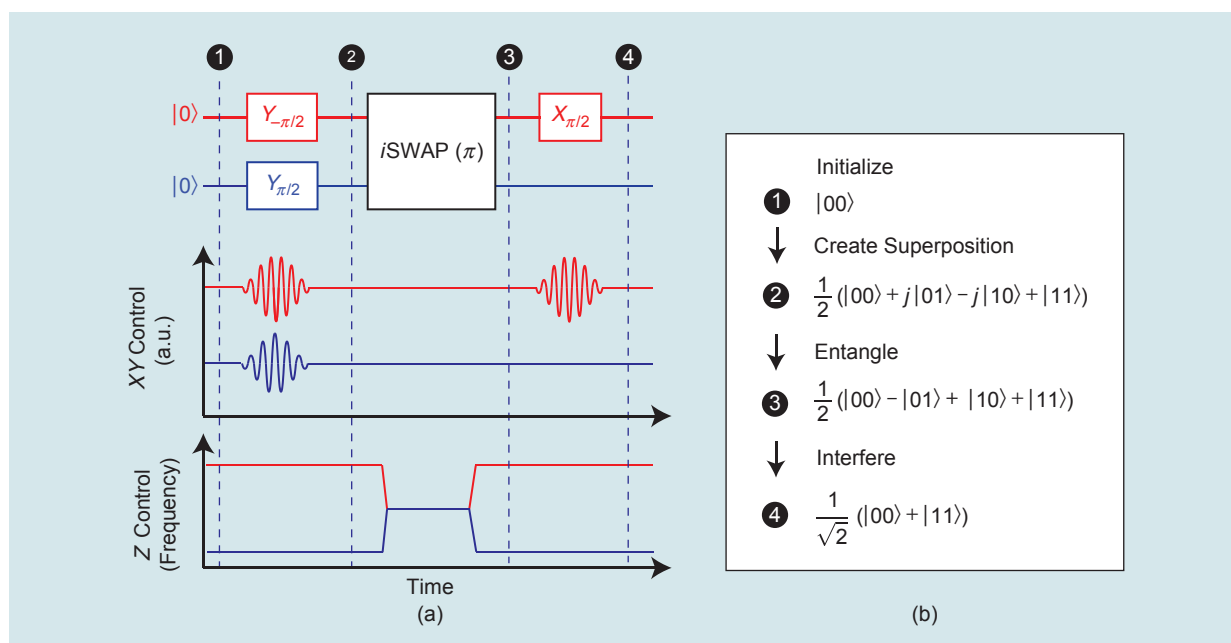 1 2 3 4
|0⟩ Y−π/2 iSWAP (π) X π/2
|0⟩ Yπ/2
XY Control
(a.u.)
Z Control
(Frequency)
Time
(a)
Initialize
1 |00⟩
Create Superposition
2 1/2 (|00⟩ + j|01⟩ − j|10⟩ + |11⟩)
Entangle
3 1/2 (|00⟩ − |01⟩ + |10⟩ + |11⟩)
Interfere
4 1/√2 (|00⟩ + |11⟩)
(b)